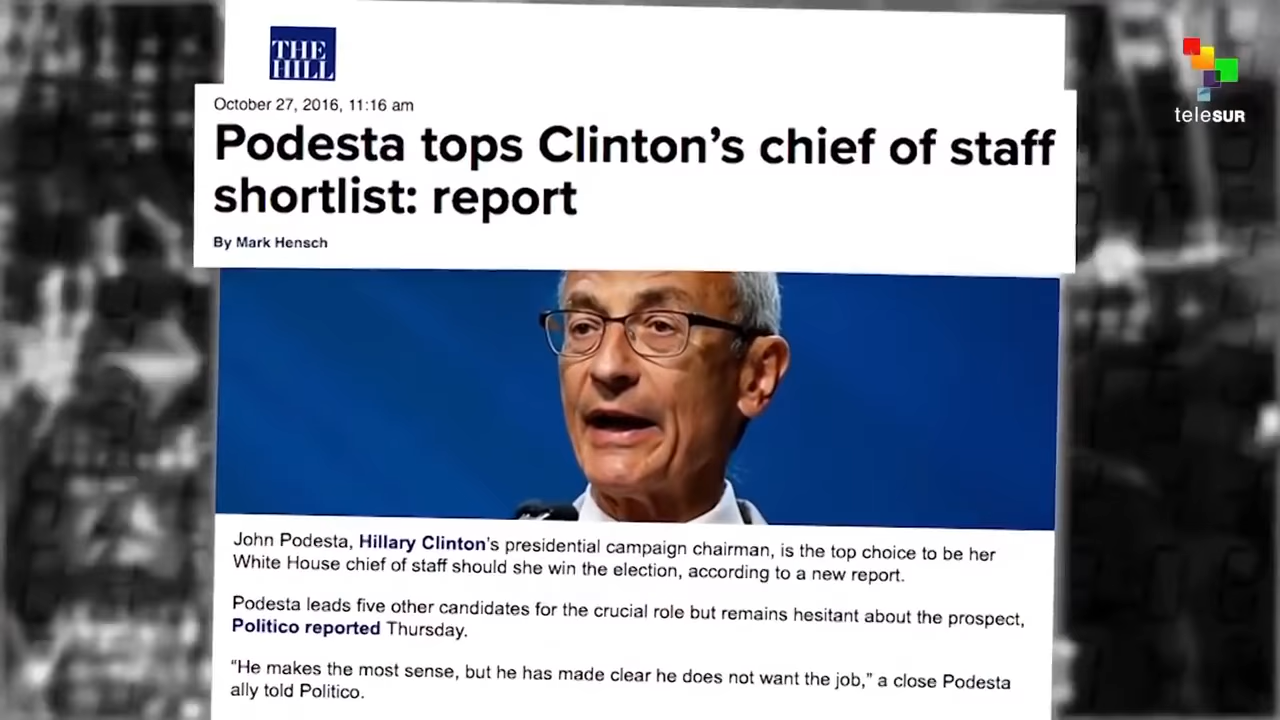 THE
HILL
teleSUR
October 27, 2016, 11:16 am
Podesta tops Clinton's chief of staff
shortlist: report
By Mark Hensch
John Podesta, Hillary Clinton's presidential campaign chairman, is the top choice to be her
White House chief of staff should she win the election, according to a new report.
Podesta leads five other candidates for the crucial role but remains hesitant about the prospect,
Politico reported Thursday.
“He makes the most sense, but he has made clear he does not want the job,” a close Podesta
ally told Politico.